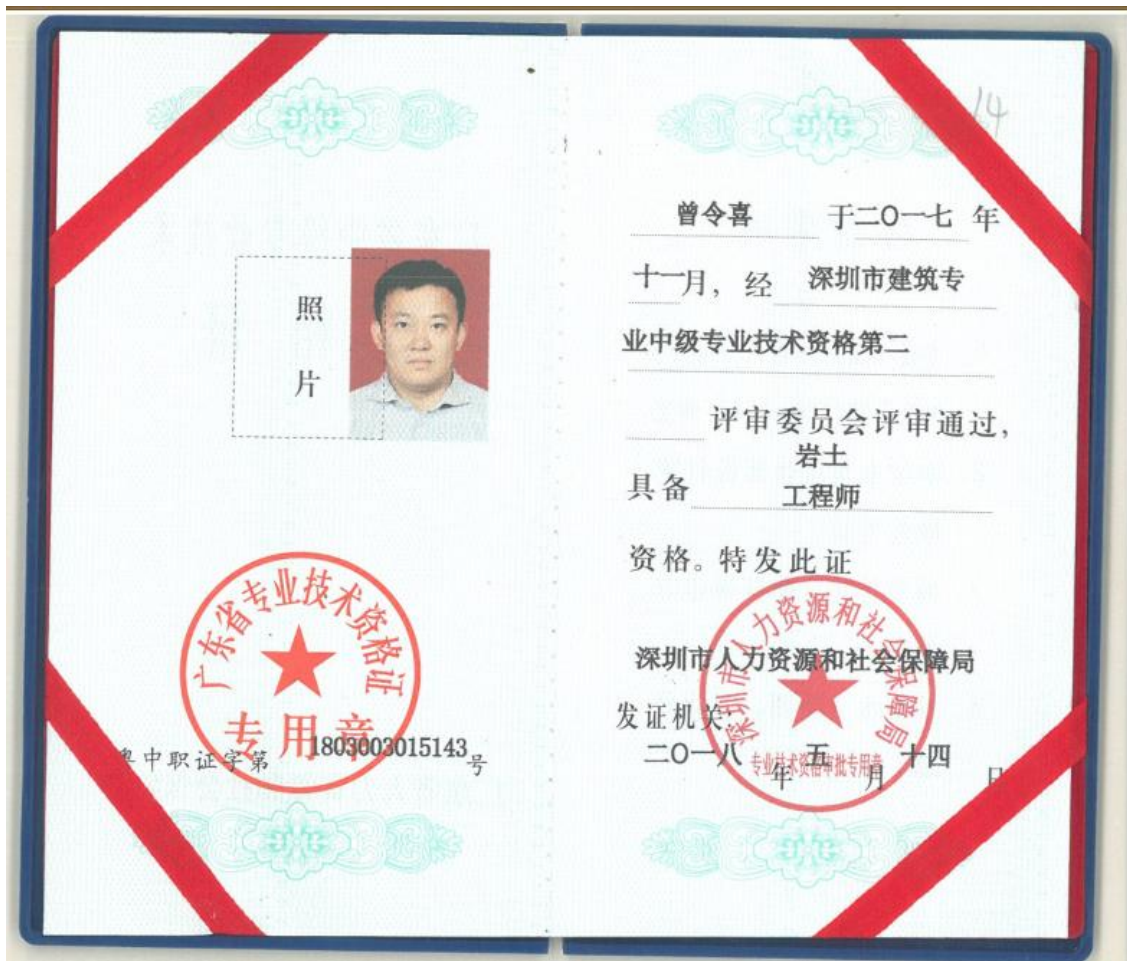 照
片
广东省专业技术资格证
专用章
粤中职证字第 1803003015143 号
14
曾令喜 于二〇一七 年
十一月，经 深圳市建筑专
业中级专业技术资格第二
评审委员会评审通过，
岩土
具备 工程师
资格。特发此证
深圳市人力资源和社会保障局
深圳市人力资源和社会保障局
发证机关：
二〇一八 年 五 月 十四 日
专业技术资格审批专用章